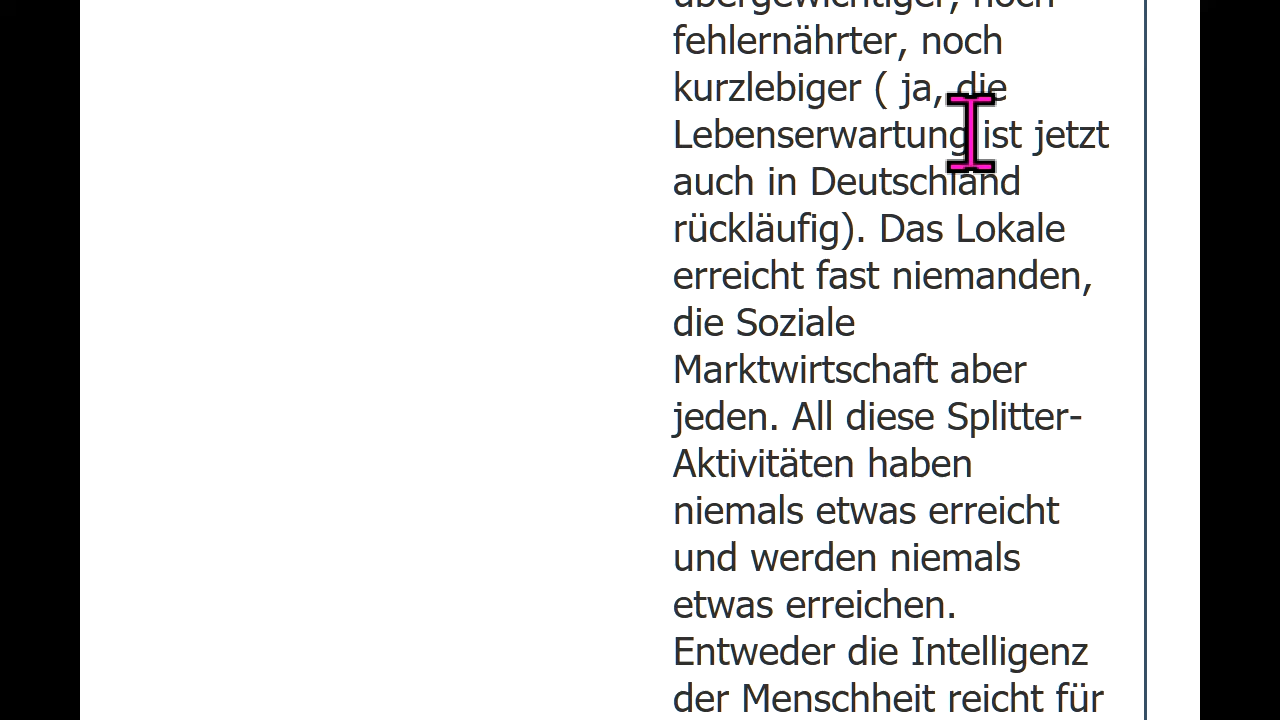 übergewichtiger, noch
fehlernährter, noch
kurzlebiger ( ja, die
Lebenserwartung ist jetzt
auch in Deutschland
rückläufig). Das Lokale
erreicht fast niemanden,
die Soziale
Marktwirtschaft aber
jeden. All diese Splitter-
Aktivitäten haben
niemals etwas erreicht
und werden niemals
etwas erreichen.
Entweder die Intelligenz
der Menschheit reicht für